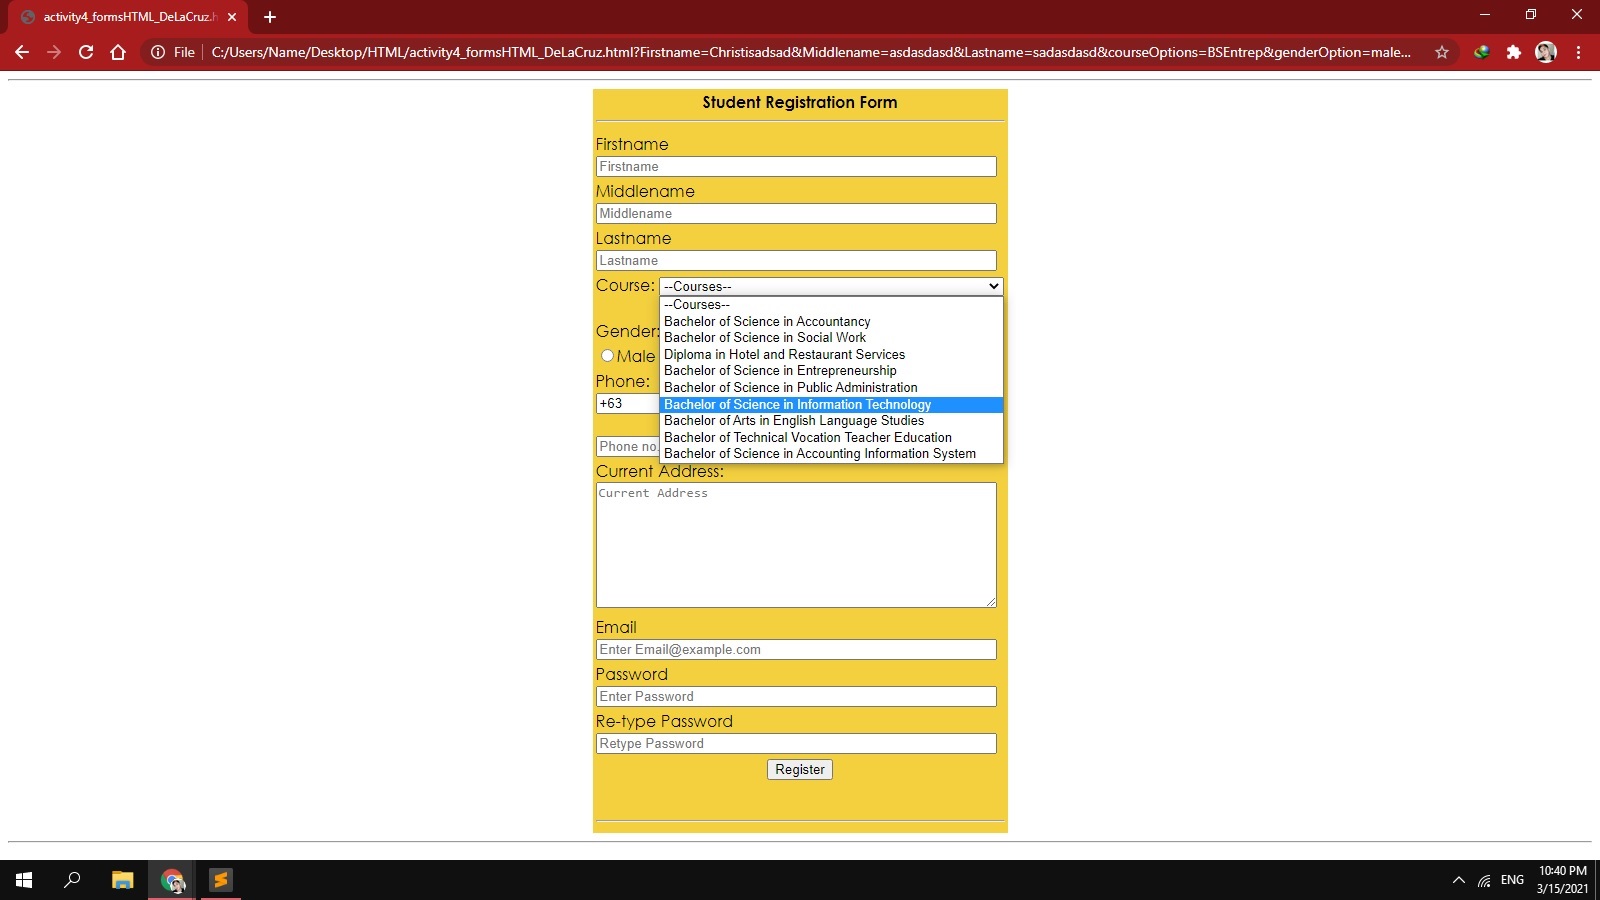 activity4_formsHTML_DeLaCruz.h
File
C:/Users/Name/Desktop/HTML/activity4_formsHTML_DeLaCruz.html?Firstname=Christisadsad&Middlename=asdasdasd&Lastname=sadasdasd&courseOptions=BSEntrep&genderOption=male...
Student Registration Form
Firstname
Firstname
Middlename
Middlename
Lastname
Lastname
Course: --Courses--
--Courses--
Bachelor of Science in Accountancy
Bachelor of Science in Social Work
Diploma in Hotel and Restaurant Services
Bachelor of Science in Entrepreneurship
Bachelor of Science in Public Administration
Bachelor of Science in Information Technology
Bachelor of Arts in English Language Studies
Bachelor of Technical Vocation Teacher Education
Bachelor of Science in Accounting Information System
Gender:
Male
Phone:
+63
Phone no.
Current Address:
Current Address
Email
Enter Email@example.com
Password
Enter Password
Re-type Password
Retype Password
Register
ENG
10:40 PM
3/15/2021